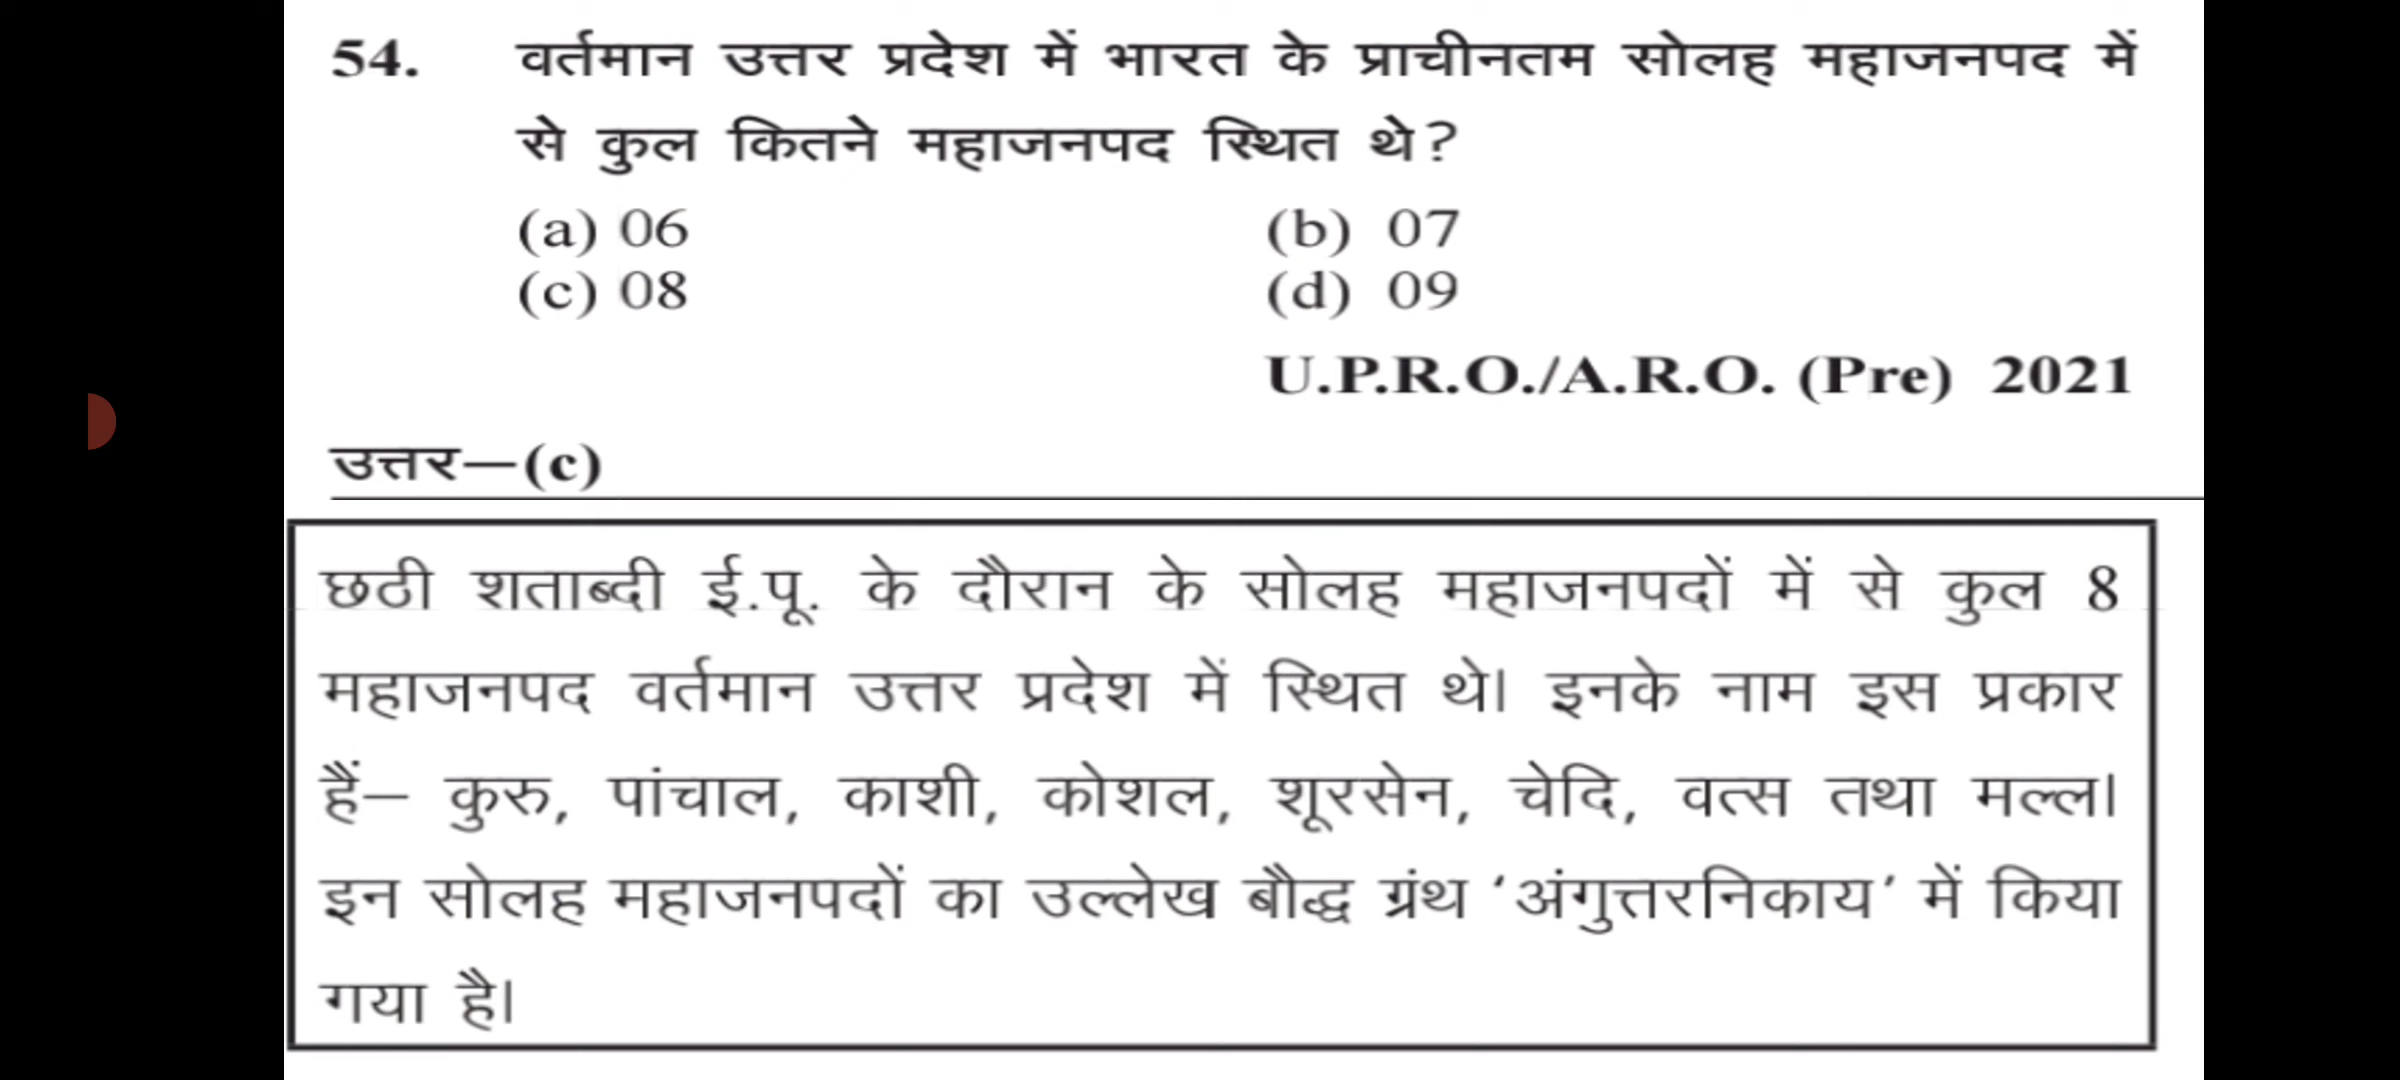 54. वर्तमान उत्तर प्रदेश में भारत के प्राचीनतम सोलह महाजनपद में
से कुल कितने महाजनपद स्थित थे?
(a) 06 (b) 07
(c) 08 (d) 09
U.P.R.O./A.R.O. (Pre) 2021
उत्तर—(c)
छठी शताब्दी ई.पू. के दौरान के सोलह महाजनपदों में से कुल 8
महाजनपद वर्तमान उत्तर प्रदेश में स्थित थे। इनके नाम इस प्रकार
हैं– कुरु, पांचाल, काशी, कोशल, शूरसेन, चेदि, वत्स तथा मल्ल।
इन सोलह महाजनपदों का उल्लेख बौद्ध ग्रंथ ‘अंगुत्तरनिकाय’ में किया
गया है।